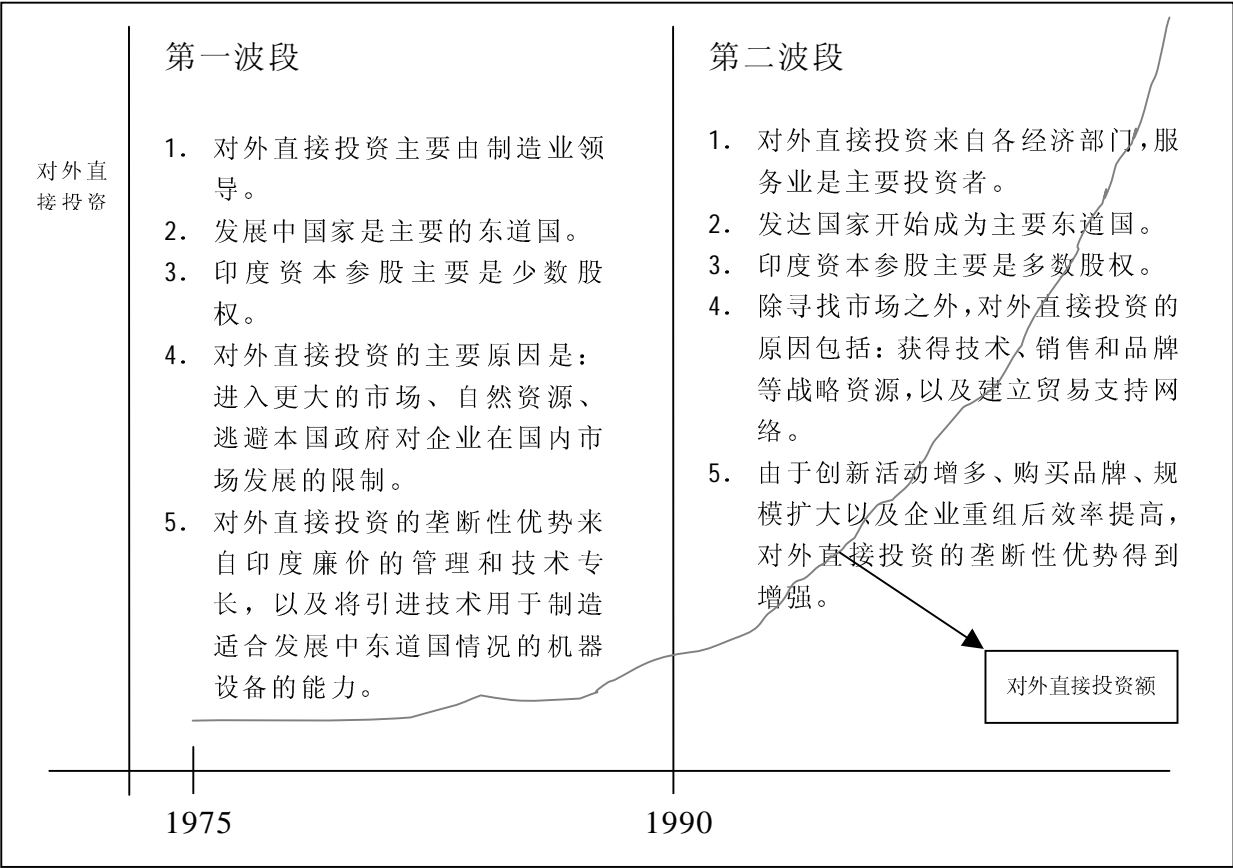 对外直
接投资
第一波段
1. 对外直接投资主要由制造业领
导。
2. 发展中国家是主要的东道国。
3. 印度资本参股主要是少数股
权。
4. 对外直接投资的主要原因是：
进入更大的市场、自然资源、
逃避本国政府对企业在国内市
场发展的限制。
5. 对外直接投资的垄断性优势来
自印度廉价的管理和技术专
长，以及将引进技术用于制造
适合发展中东道国情况的机器
设备的能力。
第二波段
1. 对外直接投资来自各经济部门，服
务业是主要投资者。
2. 发达国家开始成为主要东道国。
3. 印度资本参股主要是多数股权。
4. 除寻找市场之外，对外直接投资的
原因包括：获得技术、销售和品牌
等战略资源，以及建立贸易支持网
络。
5. 由于创新活动增多、购买品牌、规
模扩大以及企业重组后效率提高，
对外直接投资的垄断性优势得到
增强。
对外直接投资额
1975
1990